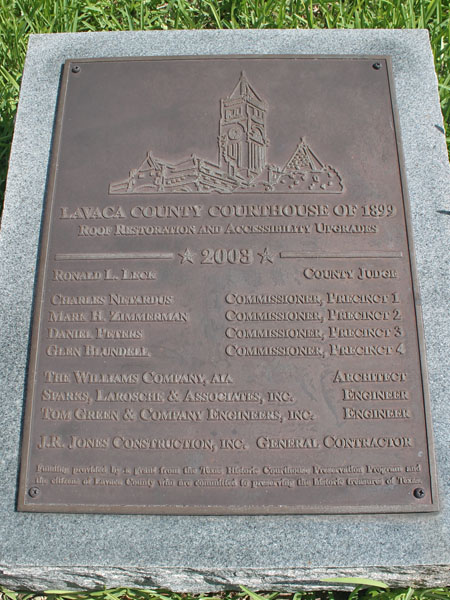 LAVACA COUNTY COURTHOUSE OF 1899
ROOF RESTORATION AND ACCESSIBILITY UPGRADES
★ 2008 ★
RONALD L. LECK COUNTY JUDGE
CHARLES NETARDUS COMMISSIONER, PRECINCT 1
MARK H. ZIMMERMAN COMMISSIONER, PRECINCT 2
DANIEL PETERS COMMISSIONER, PRECINCT 3
GLEN BLUNDELL COMMISSIONER, PRECINCT 4
THE WILLIAMS COMPANY, AIA ARCHITECT
SPARKS, LAROSCHE & ASSOCIATES, INC. ENGINEER
TOM GREEN & COMPANY ENGINEERS, INC. ENGINEER
J.R. JONES CONSTRUCTION, INC. GENERAL CONTRACTOR
Funding provided by a grant from the Texas Historic Courthouse Preservation Program and
the citizens of Lavaca County who are committed to preserving the historic treasures of Texas.